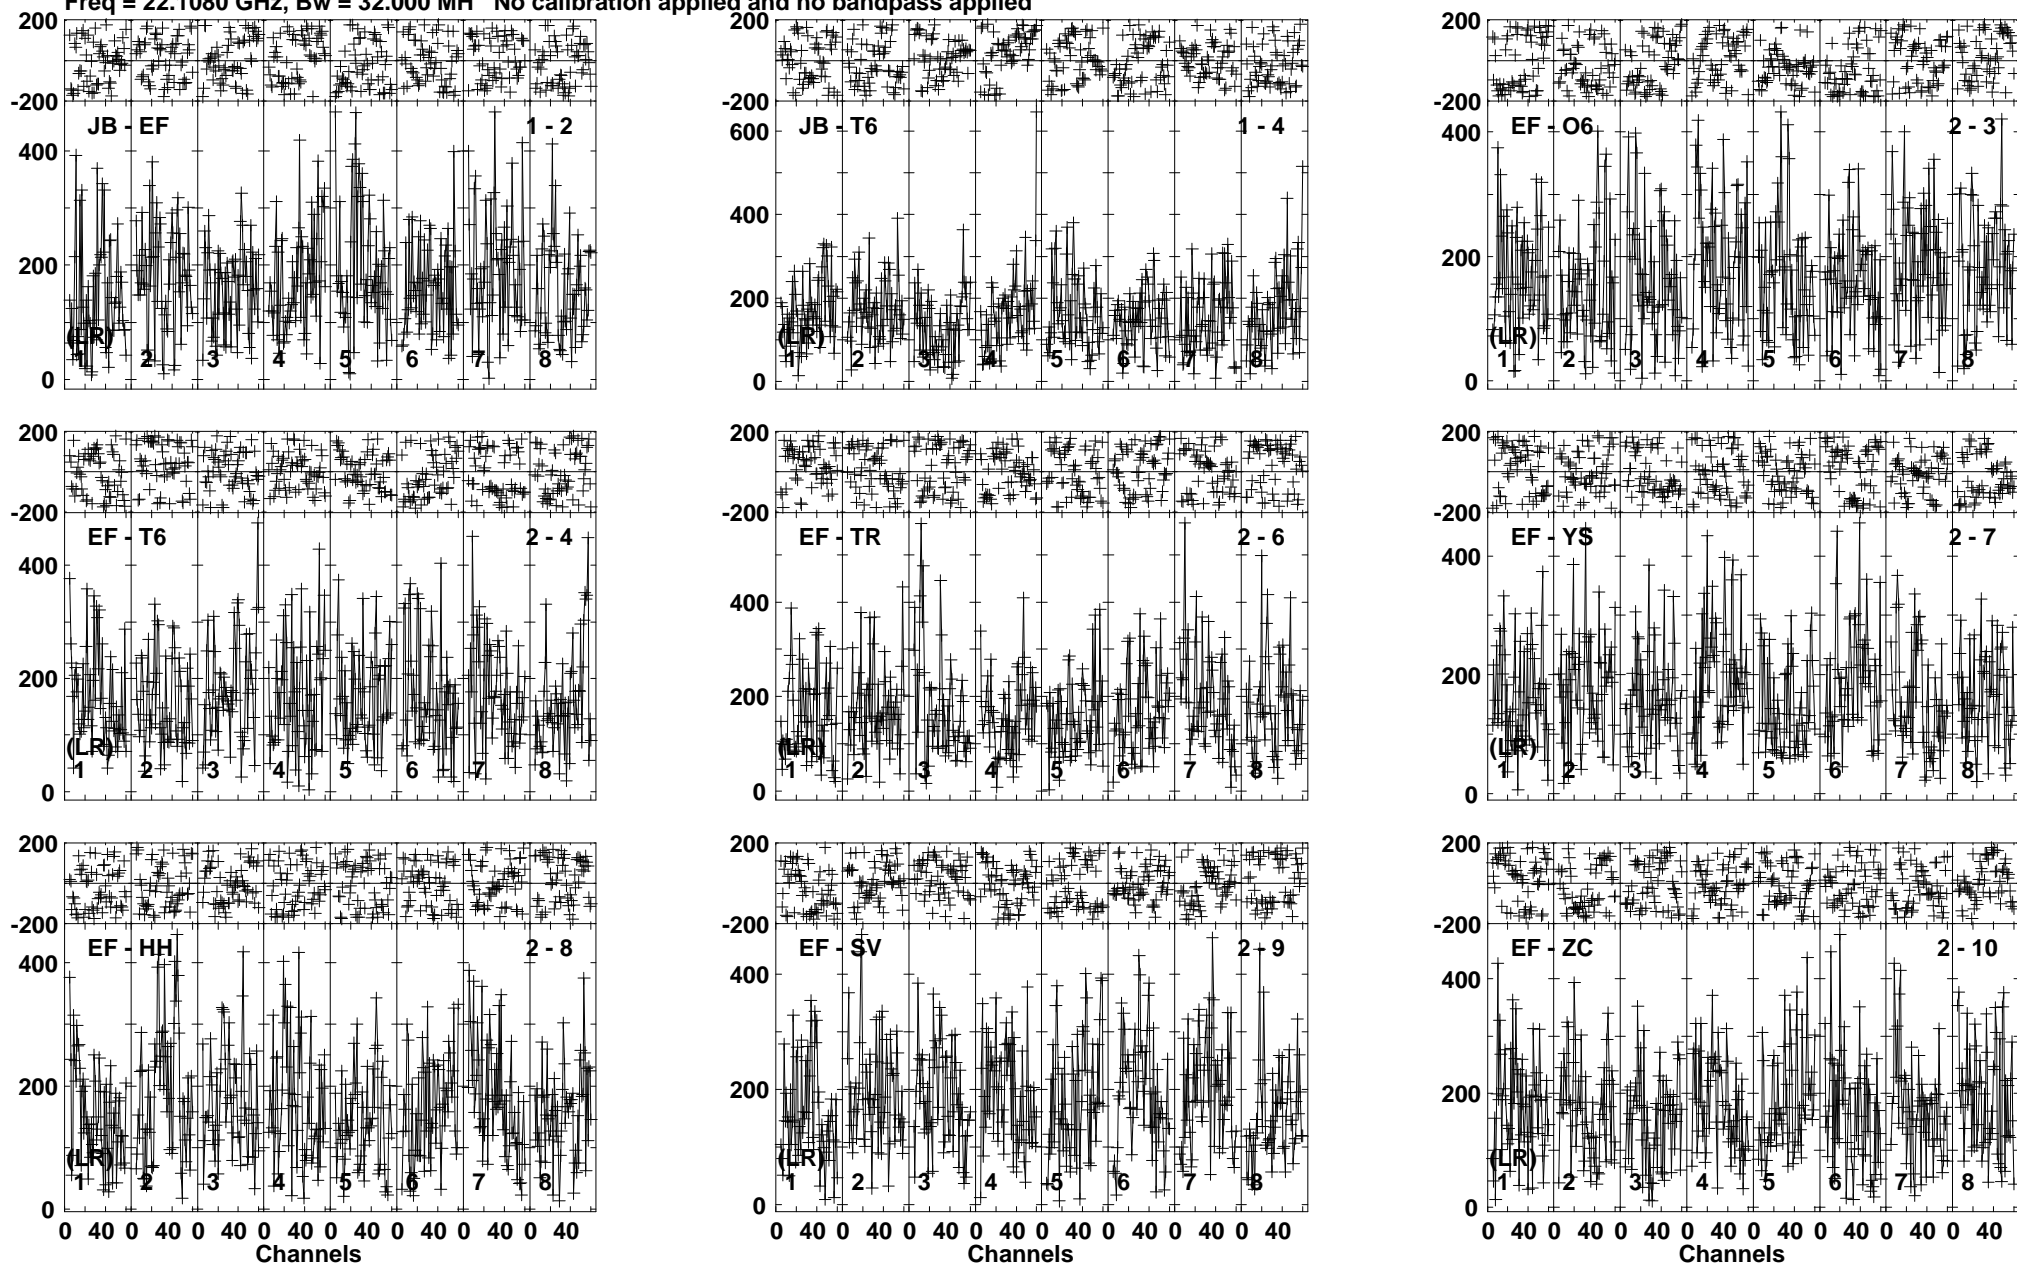 Freq = 22.1080 GHz, Bw = 32.000 MH No calibration applied and no bandpass applied
200 200 200
-200 -200 -200
JB - EF 1 - 2 JB - T6 1 - 4 EF - O6 2 - 3
400 600 400
200 400 200
200
(LR) (LR) (LR)
1 2 3 4 5 6 7 8 1 2 3 4 5 6 7 8 1 2 3 4 5 6 7 8
0 0 0
200 200 200
-200 -200 -200
EF - T6 2 - 4 EF - TR 2 - 6 EF - YS 2 - 7
400 400 400
200 200 200
(LR) (LR) (LR)
1 2 3 4 5 6 7 8 1 2 3 4 5 6 7 8 1 2 3 4 5 6 7 8
0 0 0
200 200 200
-200 -200 -200
EF - HH 2 - 8 EF - SV 2 - 9 EF - ZC 2 - 10
400 400 400
200 200 200
(LR) (LR) (LR)
1 2 3 4 5 6 7 8 1 2 3 4 5 6 7 8 1 2 3 4 5 6 7 8
0 0 0
0 40 0 40 0 40 0 40 0 40 0 40 0 40 0 40 0 40 0 40 0 40 0 40 0 40 0 40 0 40 0 40 0 40 0 40 0 40 0 40 0 40 0 40 0 40 0 40
Channels Channels Channels